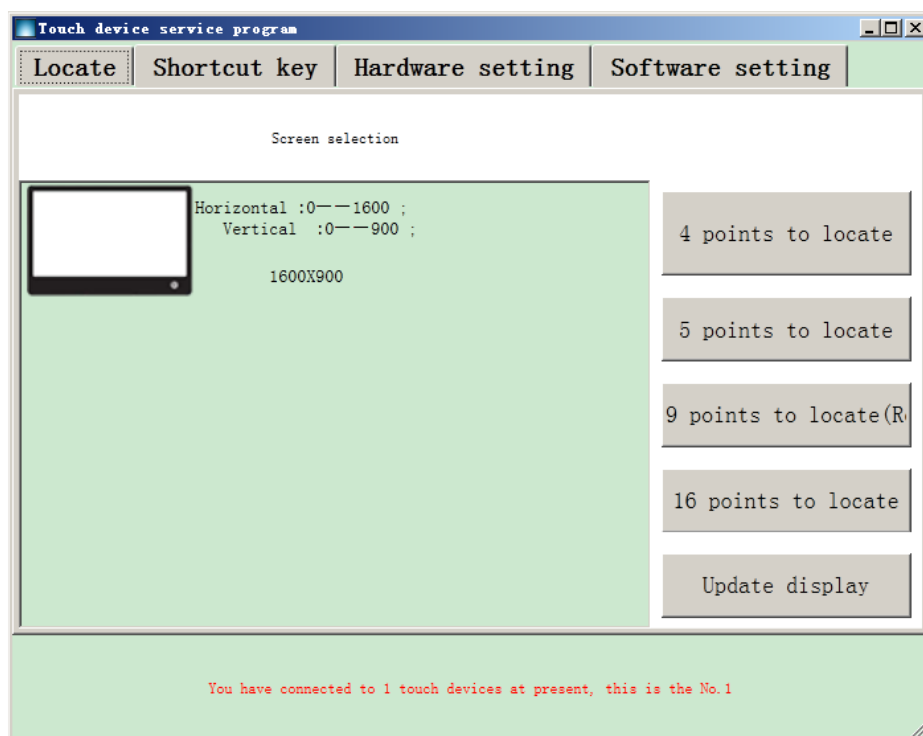 Touch device service program
Locate
Shortcut key
Hardware setting
Software setting
Screen selection
Horizontal :0——1600 ;
Vertical :0——900 ;
1600X900
4 points to locate
5 points to locate
9 points to locate(R
16 points to locate
Update display
You have connected to 1 touch devices at present, this is the No.1